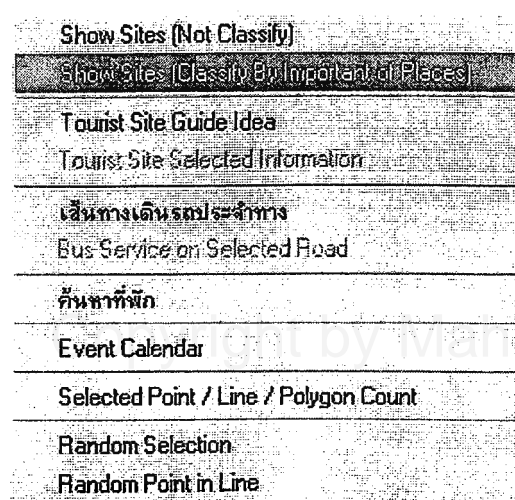 Show Sites (Not Classify)
Show Sites (Classify By Important of Places)
Tourist Site Guide Idea
Tourist Site Selected Information
เส้นทางเดินรถประจำทาง
Bus Service on Selected Road
ค้นหาที่พัก
Copyright by Mahi
Event Calendar
Selected Point / Line / Polygon Count
Random Selection
Random Point in Line